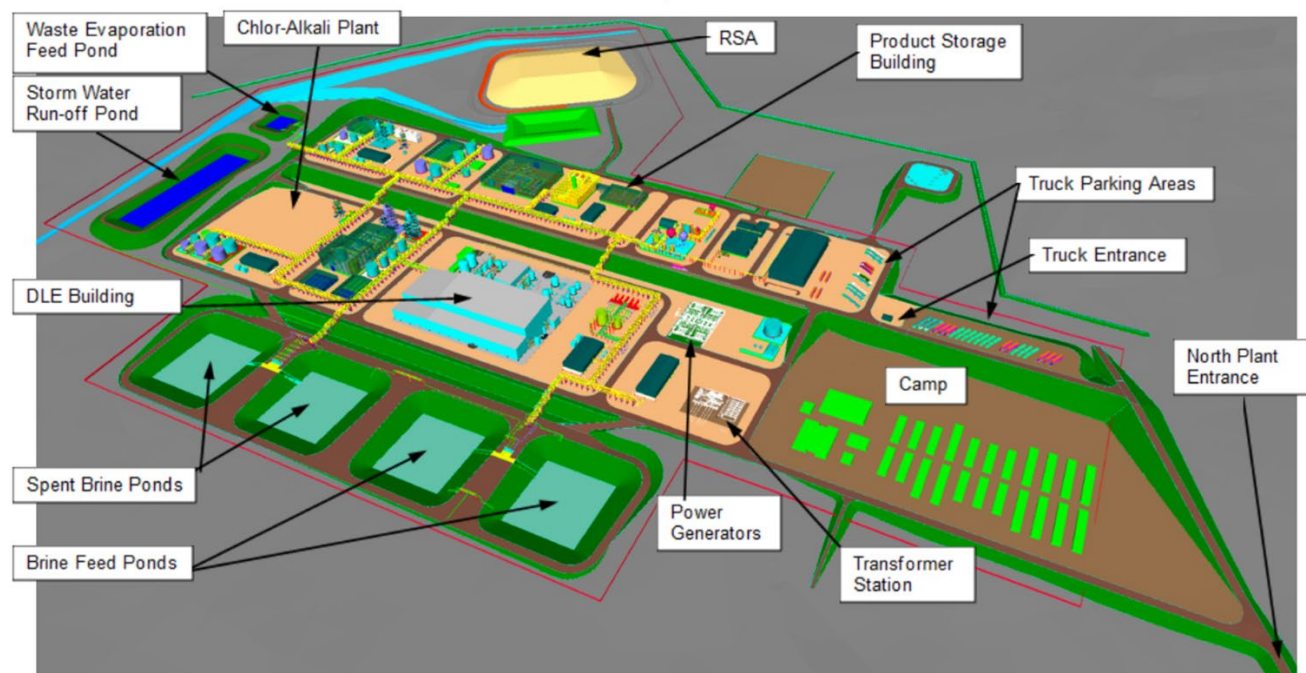 Waste Evaporation
Feed Pond
Chlor-Alkali Plant
RSA
Product Storage
Building
Storm Water
Run-off Pond
Truck Parking Areas
Truck Entrance
DLE Building
North Plant
Entrance
Camp
Spent Brine Ponds
Power
Generators
Brine Feed Ponds
Transformer
Station